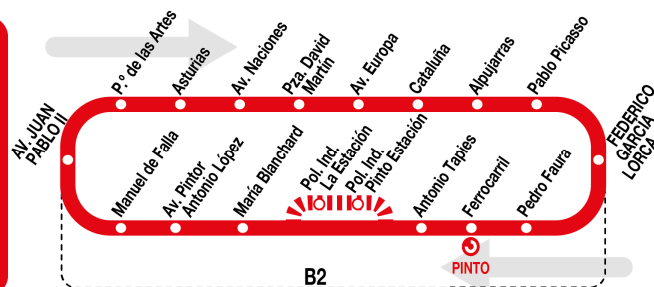 P.º de las Artes
Asturias
Av. Naciones
Pza. David
Martín
Av. Europa
Cataluña
Alpujarras
Pablo Picasso
AV. JUAN
PABLO II
FEDERICO
GARCÍA
LORCA
Manuel de Falla
Av. Pintor
Antonio López
María Blanchard
Pol. Ind.
La Estación
Pol. Ind.
Pinto Estación
Antonio Tapies
Ferrocarril
Pedro Faura
PINTO
B2